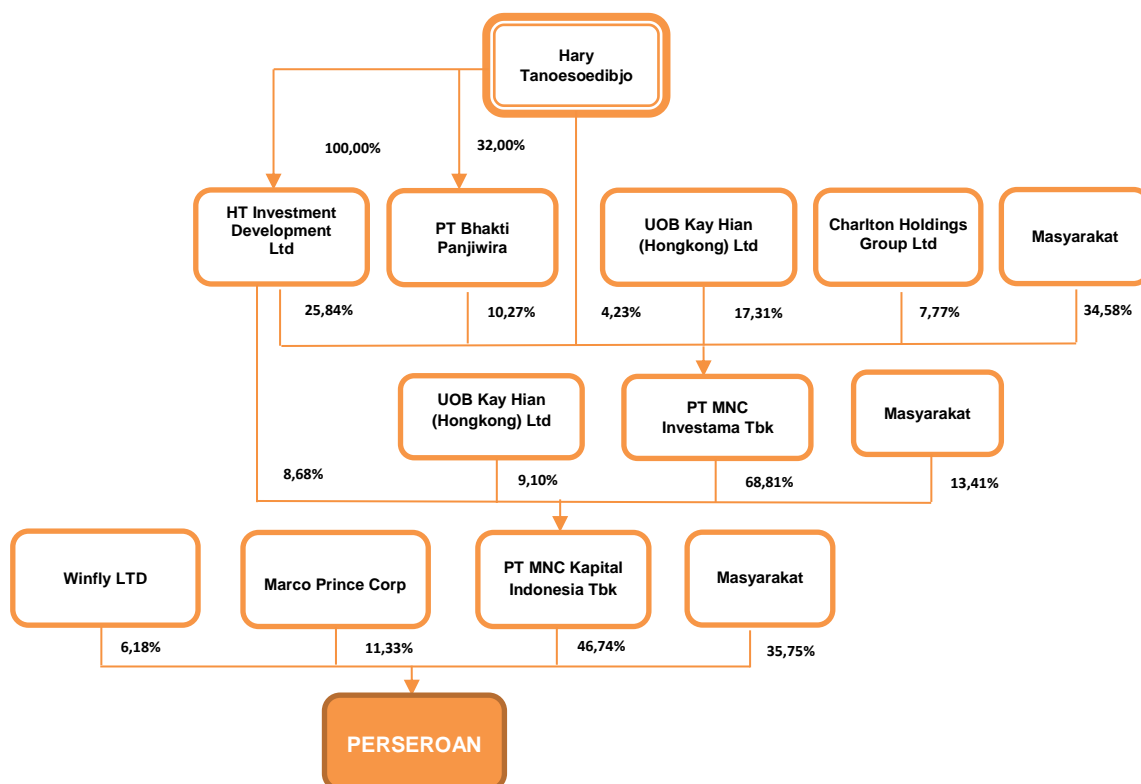 Hary
Tanoesoedibjo
100,00%
32,00%
HT Investment
Development
Ltd
PT Bhakti
Panjiwira
UOB Kay Hian
(Hongkong) Ltd
Charlton Holdings
Group Ltd
Masyarakat
25,84%
10,27%
4,23%
17,31%
7,77%
34,58%
UOB Kay Hian
(Hongkong) Ltd
PT MNC
Investama Tbk
Masyarakat
8,68%
9,10%
68,81%
13,41%
Winfly LTD
Marco Prince Corp
PT MNC Kapital
Indonesia Tbk
Masyarakat
6,18%
11,33%
46,74%
35,75%
PERSEROAN